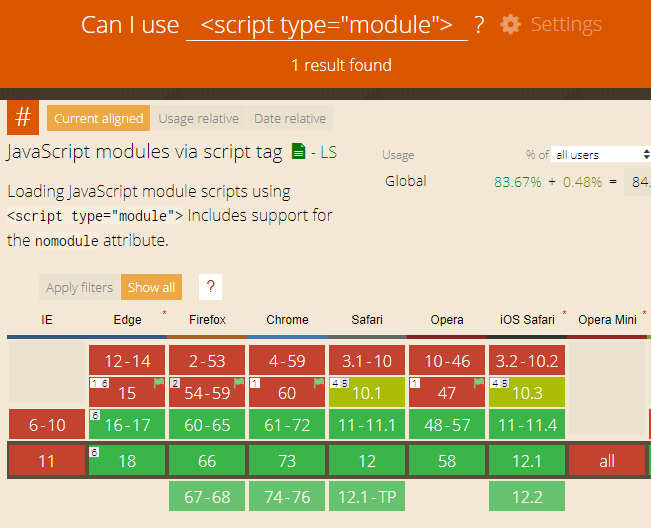 Can I use <script type="module"> ? Settings
1 result found
# Current aligned Usage relative Date relative
JavaScript modules via script tag - LS
Usage % of all users
Global 83.67% + 0.48% = 84.
Loading JavaScript module scripts using
<script type="module"> Includes support for
the nomodule attribute.
Apply filters Show all ?
IE Edge * Firefox Chrome Safari Opera iOS Safari * Opera Mini *
12-14 2-53 4-59 3.1-10 10-46 3.2-10.2
1 6 15 2 54-59 1 60 4 5 10.1 1 47 4 5 10.3
6-10 6 16-17 60-65 61-72 11-11.1 48-57 11-11.4
11 6 18 66 73 12 58 12.1 all
67-68 74-76 12.1-TP 12.2